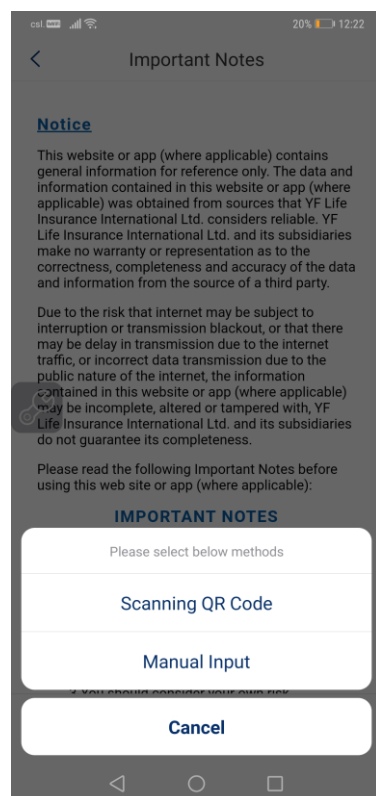 csl
20% 12:22
Important Notes
Notice
This website or app (where applicable) contains
general information for reference only. The data and
information contained in this website or app (where
applicable) was obtained from sources that YF Life
Insurance International Ltd. considers reliable. YF
Life Insurance International Ltd. and its subsidiaries
make no warranty or representation as to the
correctness, completeness and accuracy of the data
and information from the source of a third party.
Due to the risk that internet may be subject to
interruption or transmission blackout, or that there
may be delay in transmission due to the internet
traffic, or incorrect data transmission due to the
public nature of the internet, the information
contained in this website or app (where applicable)
may be incomplete, altered or tampered with, YF
Life Insurance International Ltd. and its subsidiaries
do not guarantee its completeness.
Please read the following Important Notes before
using this web site or app (where applicable):
IMPORTANT NOTES
Please select below methods
Scanning QR Code
Manual Input
3.You should consider your own risk
Cancel